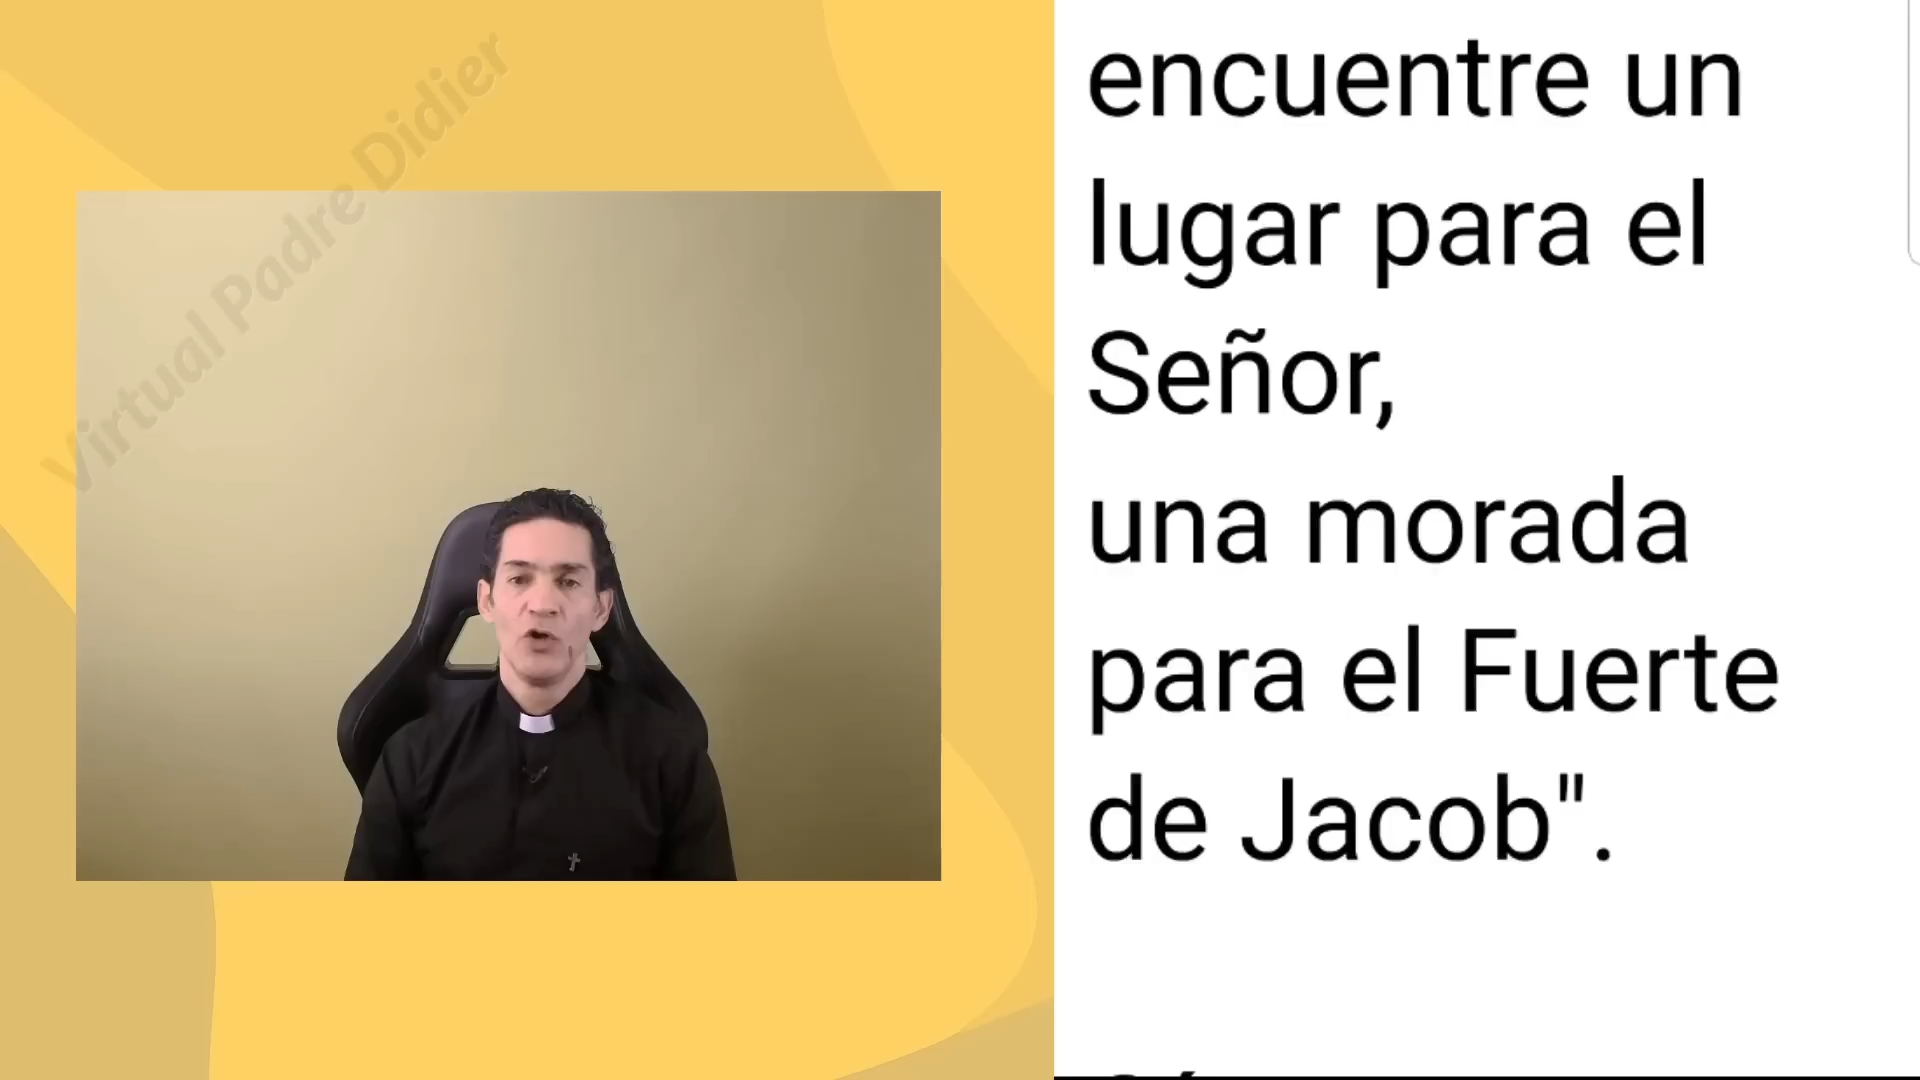 Virtual Padre Didier
encuentre un
lugar para el
Señor,
una morada
para el Fuerte
de Jacob".